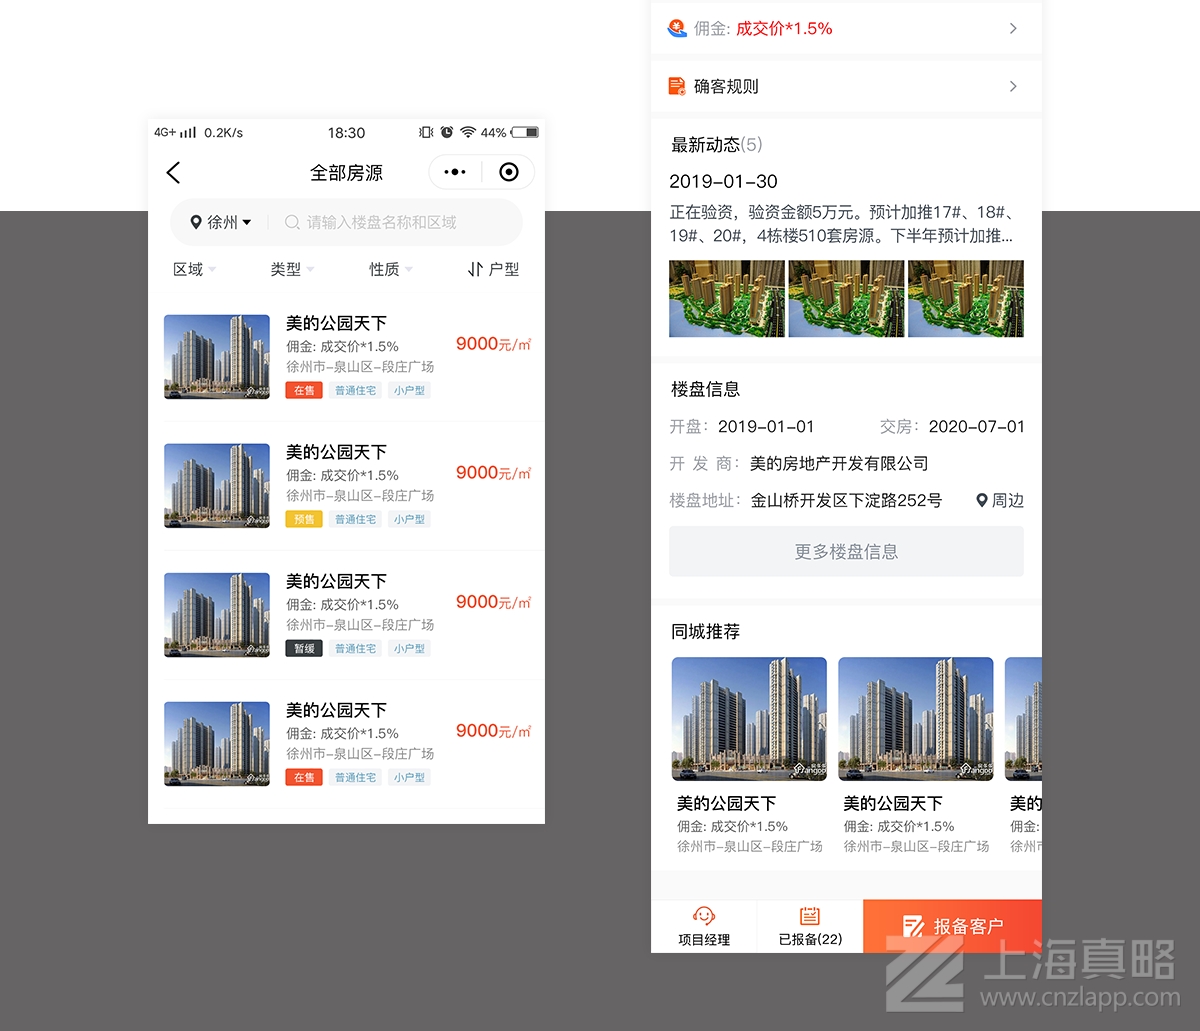 4G+ 0.2K/s 18:30 44%
全部房源
徐州 请输入楼盘名称和区域
区域 类型 性质 户型
美的公园天下
佣金: 成交价*1.5%
9000元/㎡
徐州市-泉山区-段庄广场
在售 普通住宅 小户型
美的公园天下
佣金: 成交价*1.5%
9000元/㎡
徐州市-泉山区-段庄广场
预售 普通住宅 小户型
美的公园天下
佣金: 成交价*1.5%
9000元/㎡
徐州市-泉山区-段庄广场
暂缓 普通住宅 小户型
美的公园天下
佣金: 成交价*1.5%
9000元/㎡
徐州市-泉山区-段庄广场
在售 普通住宅 小户型
佣金: 成交价*1.5%
确客规则
最新动态(5)
2019-01-30
正在验资，验资金额5万元。预计加推17#、18#、
19#、20#，4栋楼510套房源。下半年预计加推...
楼盘信息
开盘: 2019-01-01 交房: 2020-07-01
开 发 商: 美的房地产开发有限公司
楼盘地址: 金山桥开发区下淀路252号 周边
更多楼盘信息
同城推荐
美的公园天下 美的公园天下 美的
佣金: 成交价*1.5% 佣金: 成交价*1.5% 佣金:
徐州市-泉山区-段庄广场 徐州市-泉山区-段庄广场 徐州
项目经理 已报备(22) 报备客户
上海真略
www.cnzlapp.com